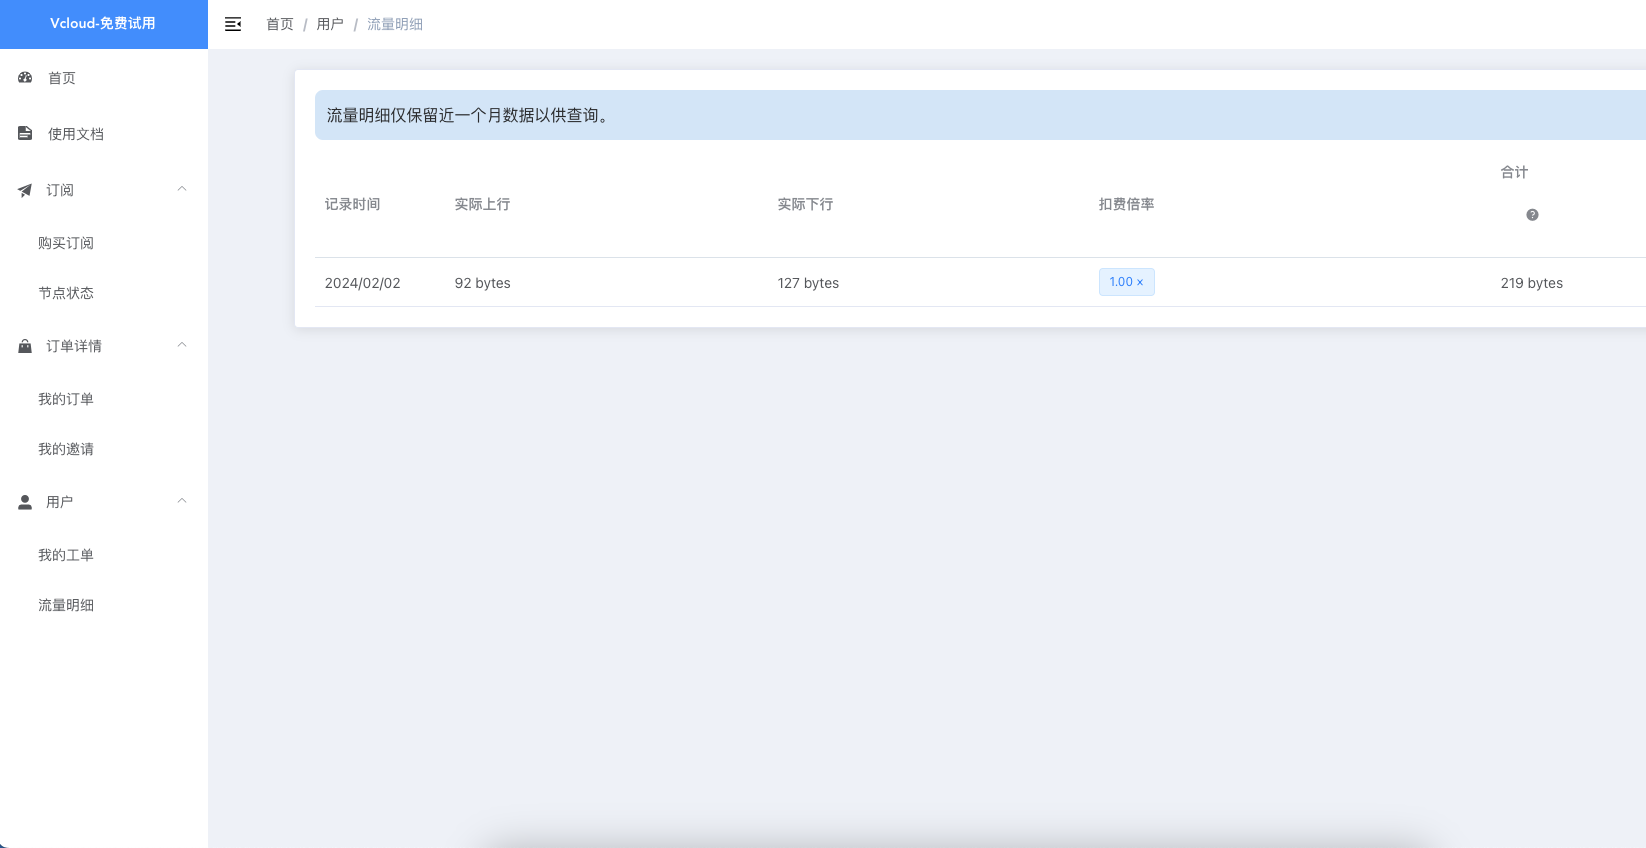 Vcloud-免费试用
首页 / 用户 / 流量明细
首页
使用文档
订阅
购买订阅
节点状态
订单详情
我的订单
我的邀请
用户
我的工单
流量明细
流量明细仅保留近一个月数据以供查询。
记录时间 实际上行 实际下行 扣费倍率 合计
2024/02/02 92 bytes 127 bytes 1.00 × 219 bytes